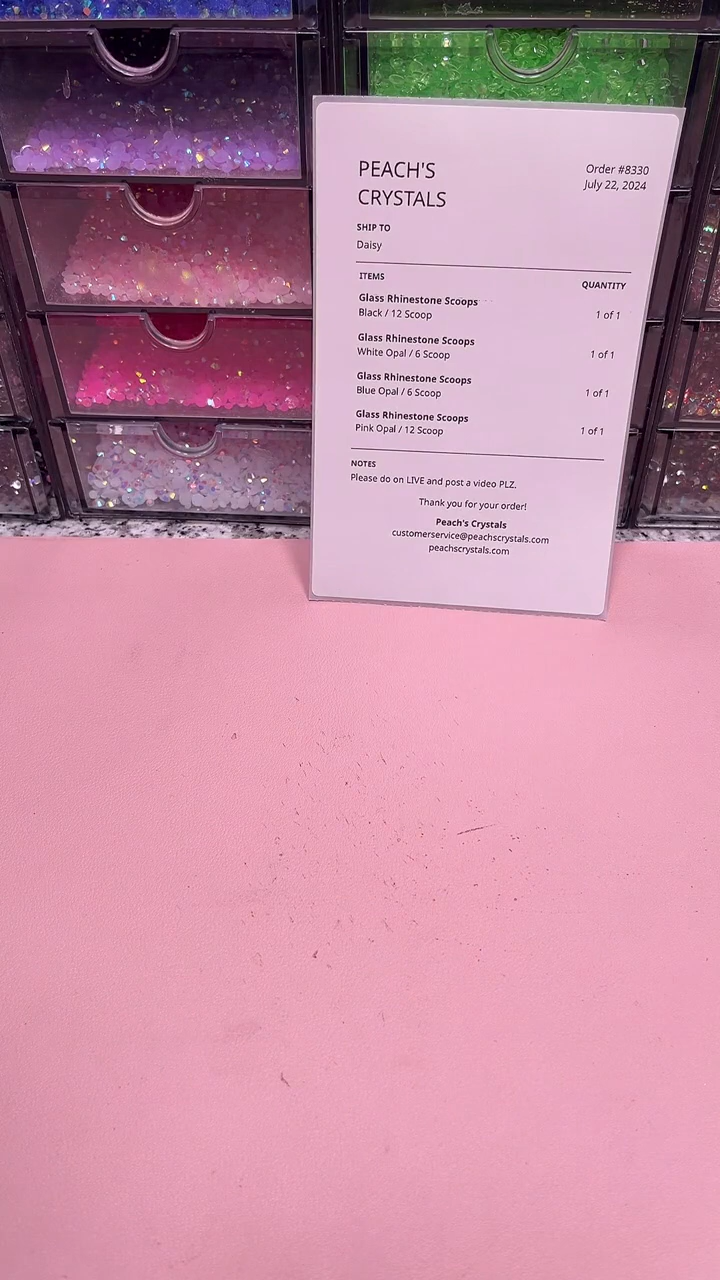 PEACH'S
CRYSTALS
Order #8330
July 22, 2024
SHIP TO
Daisy
ITEMS QUANTITY
Glass Rhinestone Scoops
Black / 12 Scoop 1 of 1
Glass Rhinestone Scoops
White Opal / 6 Scoop 1 of 1
Glass Rhinestone Scoops
Blue Opal / 6 Scoop 1 of 1
Glass Rhinestone Scoops
Pink Opal / 12 Scoop 1 of 1
NOTES
Please do on LIVE and post a video PLZ.
Thank you for your order!
Peach's Crystals
customerservice@peachscrystals.com
peachscrystals.com